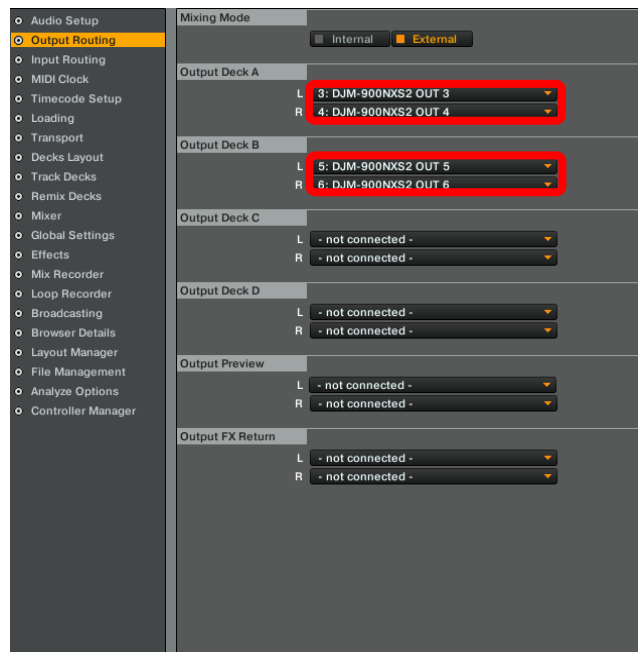 Audio Setup
Output Routing
Input Routing
MIDI Clock
Timecode Setup
Loading
Transport
Decks Layout
Track Decks
Remix Decks
Mixer
Global Settings
Effects
Mix Recorder
Loop Recorder
Broadcasting
Browser Details
Layout Manager
File Management
Analyze Options
Controller Manager
Mixing Mode
Internal External
Output Deck A
L 3: DJM-900NXS2 OUT 3
R 4: DJM-900NXS2 OUT 4
Output Deck B
L 5: DJM-900NXS2 OUT 5
R 6: DJM-900NXS2 OUT 6
Output Deck C
L - not connected -
R - not connected -
Output Deck D
L - not connected -
R - not connected -
Output Preview
L - not connected -
R - not connected -
Output FX Return
L - not connected -
R - not connected -